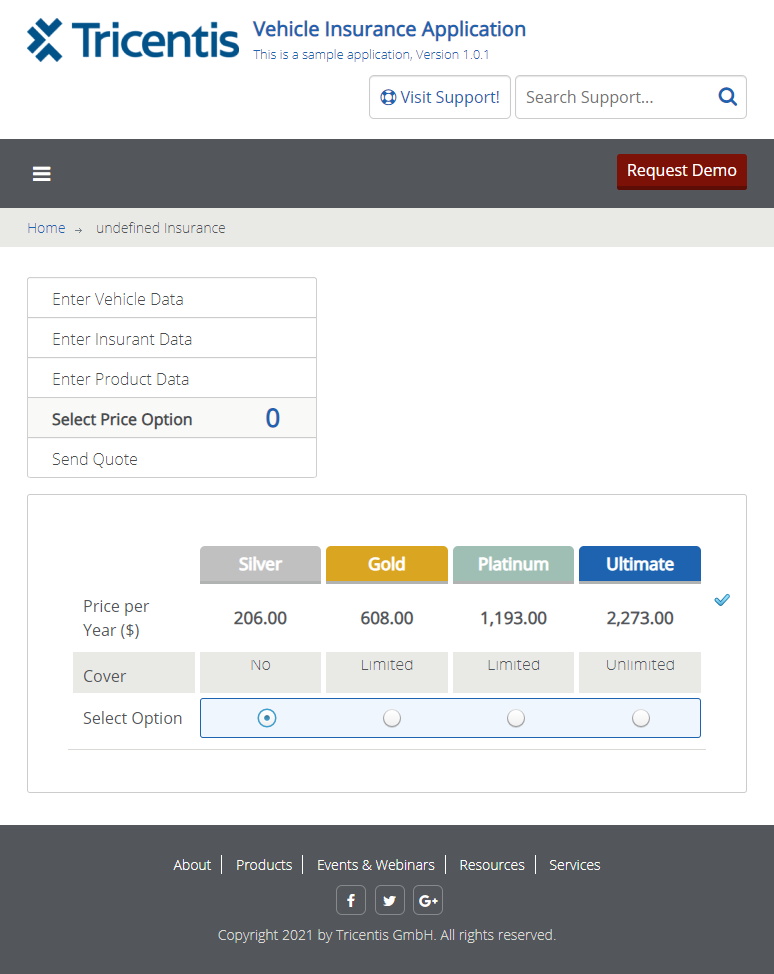 Tricentis
Vehicle Insurance Application
This is a sample application, Version 1.0.1
Visit Support! Search Support...
Request Demo
Home → undefined Insurance
Enter Vehicle Data
Enter Insurant Data
Enter Product Data
Select Price Option 0
Send Quote
Silver Gold Platinum Ultimate
Price per
Year ($) 206.00 608.00 1,193.00 2,273.00
Cover No Limited Limited Unlimited
Select Option
About Products Events & Webinars Resources Services
f G+
Copyright 2021 by Tricentis GmbH. All rights reserved.